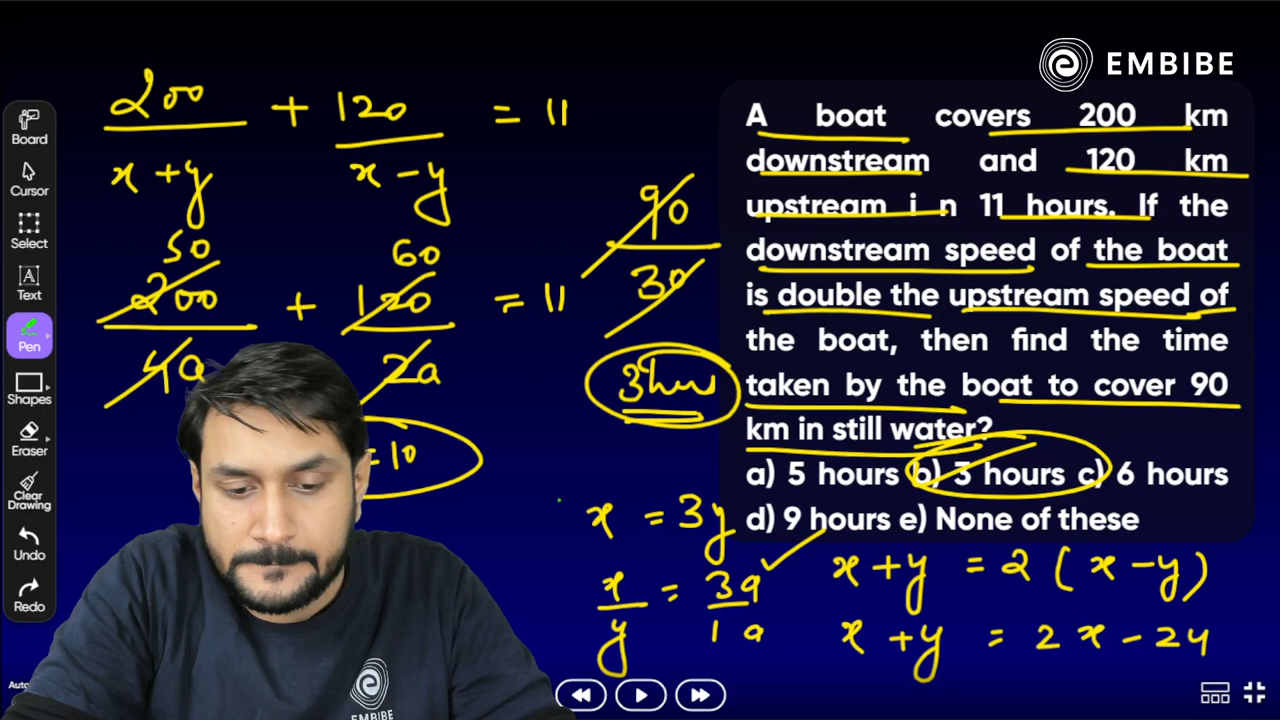 EMBIBE
Board
Cursor
Select
Text
Pen
Shapes
Eraser
Clear
Drawing
Undo
Redo
200 / x + y + 120 / x - y = 11
50 60
200 / 4a + 120 / 2a = 11
= 10
90 / 30
3hrs
A boat covers 200 km
downstream and 120 km
upstream i n 11 hours. If the
downstream speed of the boat
is double the upstream speed of
the boat, then find the time
taken by the boat to cover 90
km in still water?
a) 5 hours b) 3 hours c) 6 hours
d) 9 hours e) None of these
x = 3y
x / y = 3a / 1a
x + y = 2 ( x - y )
x + y = 2x - 2y
EMBIBE